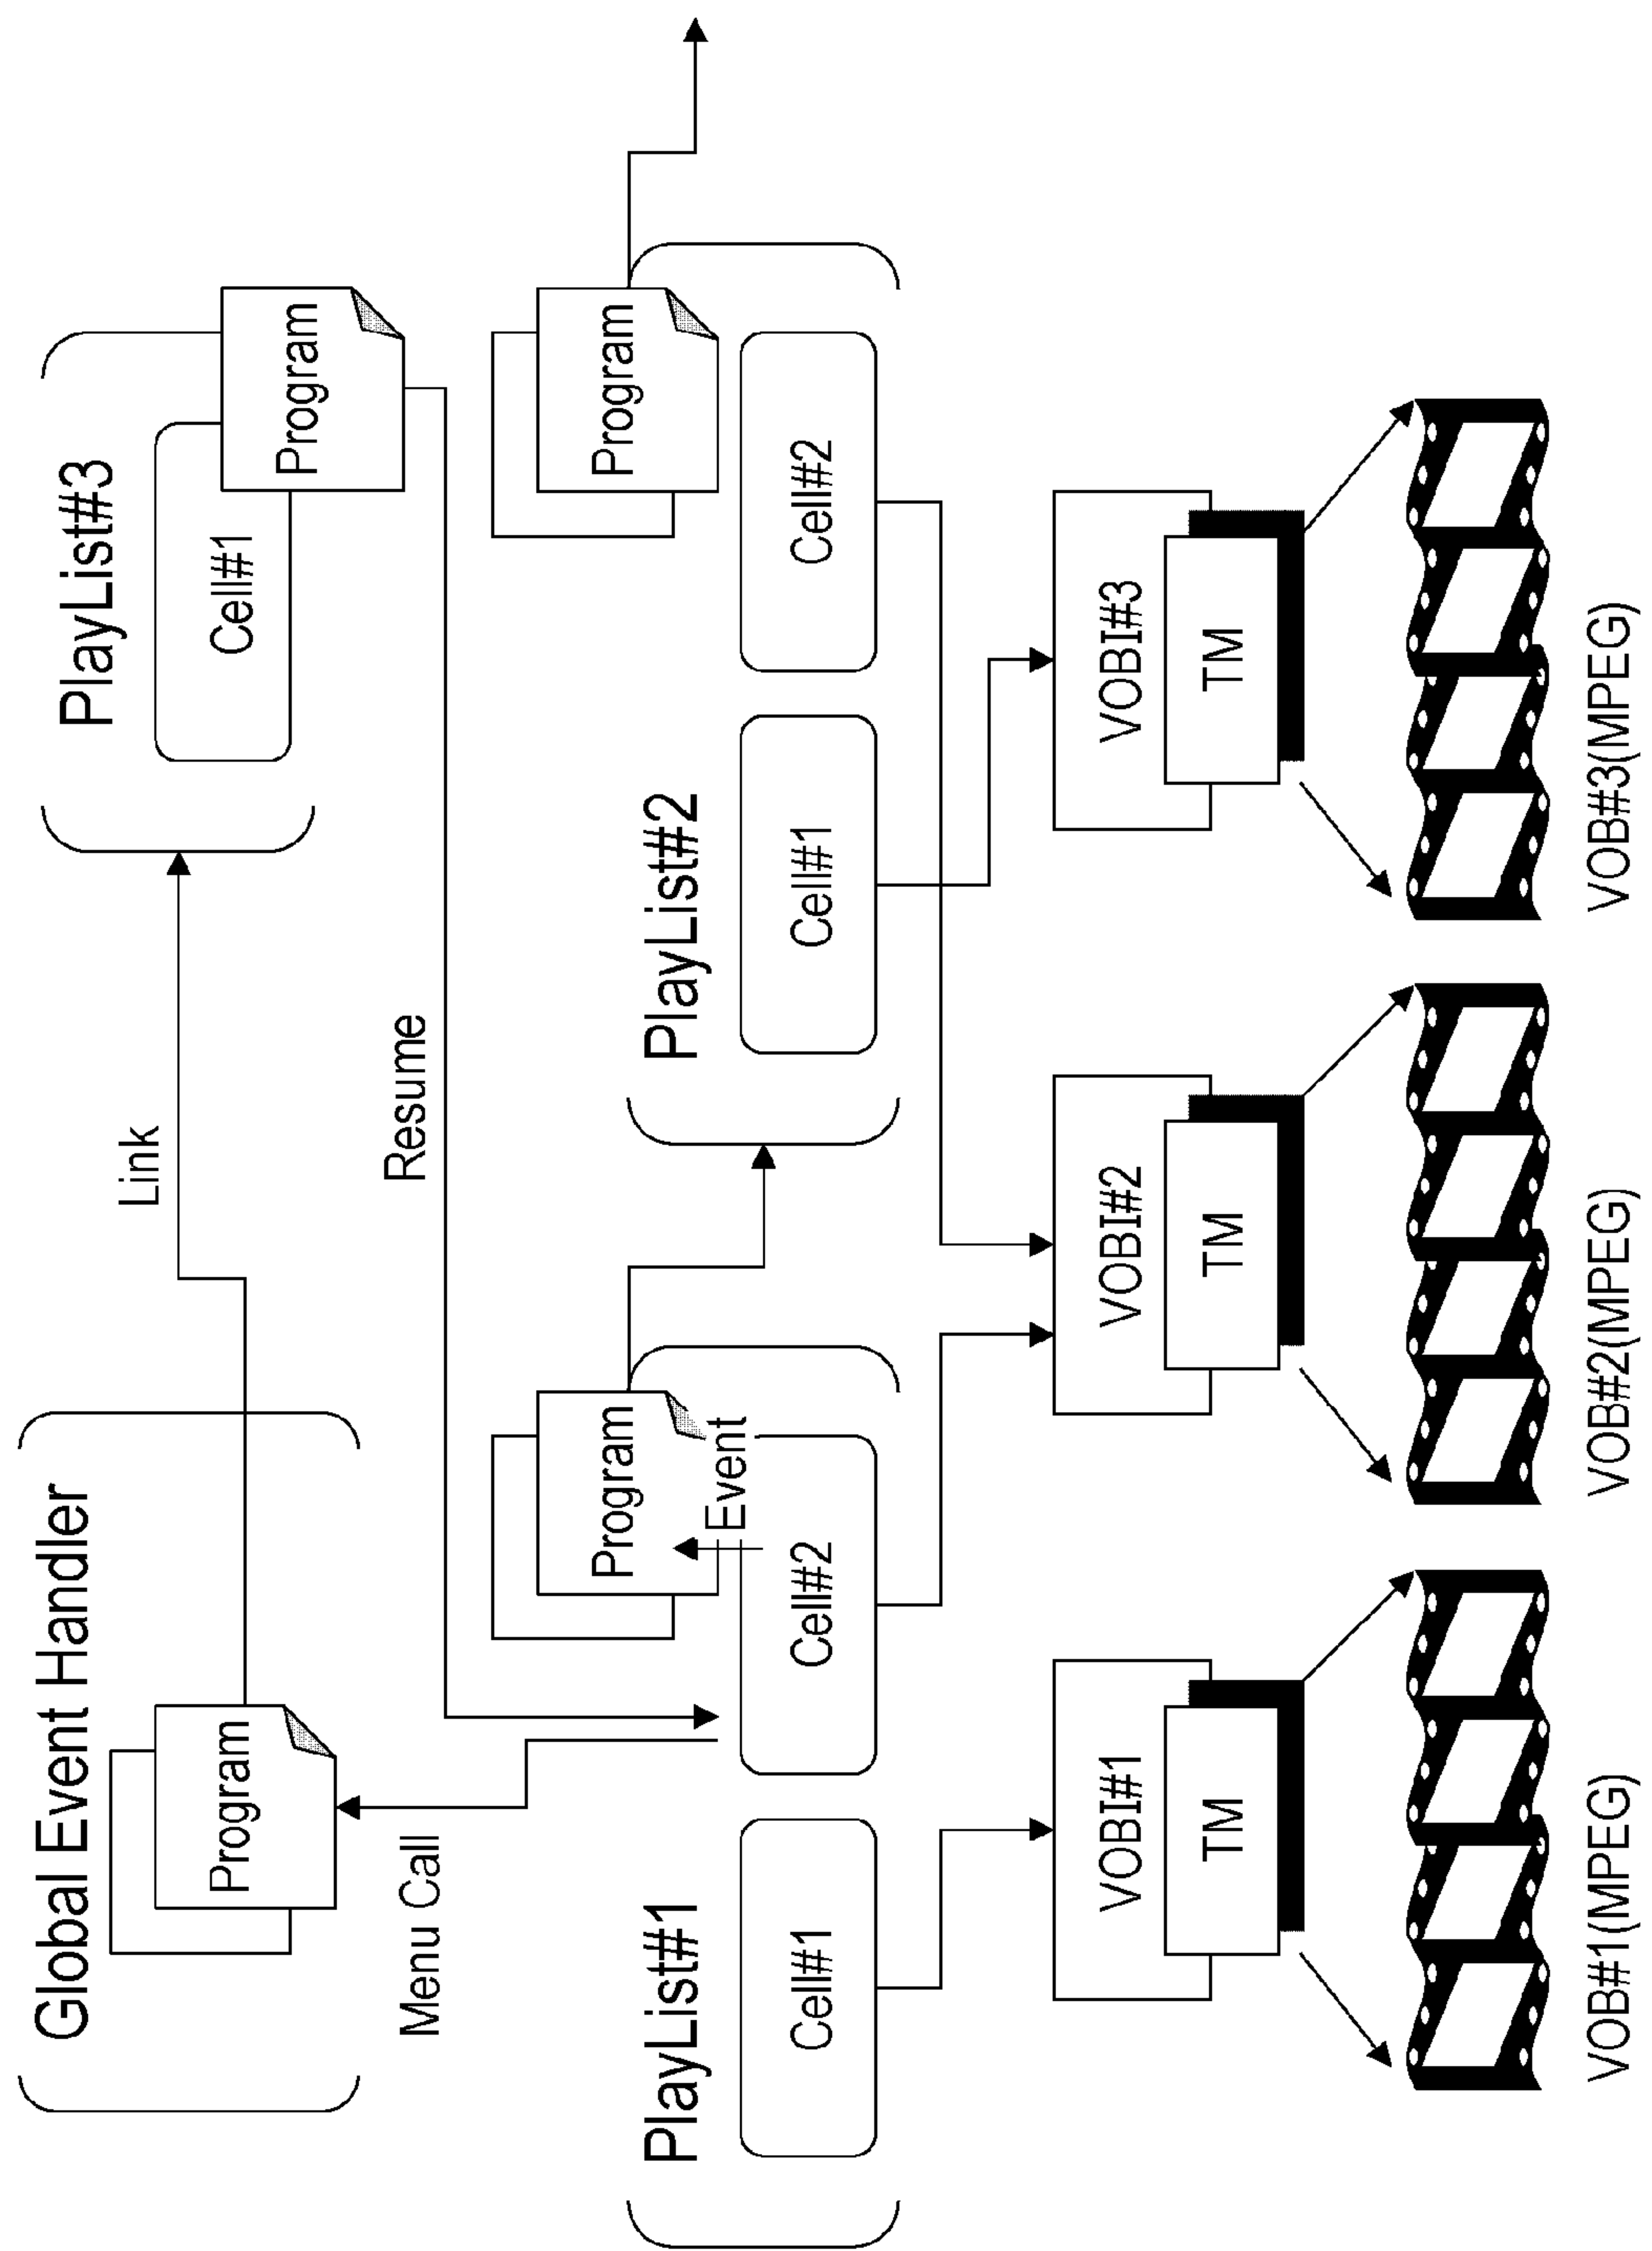 Global Event Handler
Program
Link
PlayList#3
Cell#1
Program
Menu Call
Resume
PlayList#1
Cell#1
Cell#2
Program
Event
PlayList#2
Cell#1
Cell#2
Program
VOBI#1
TM
VOBI#2
TM
VOBI#3
TM
VOB#1(MPEG)
VOB#2(MPEG)
VOB#3(MPEG)